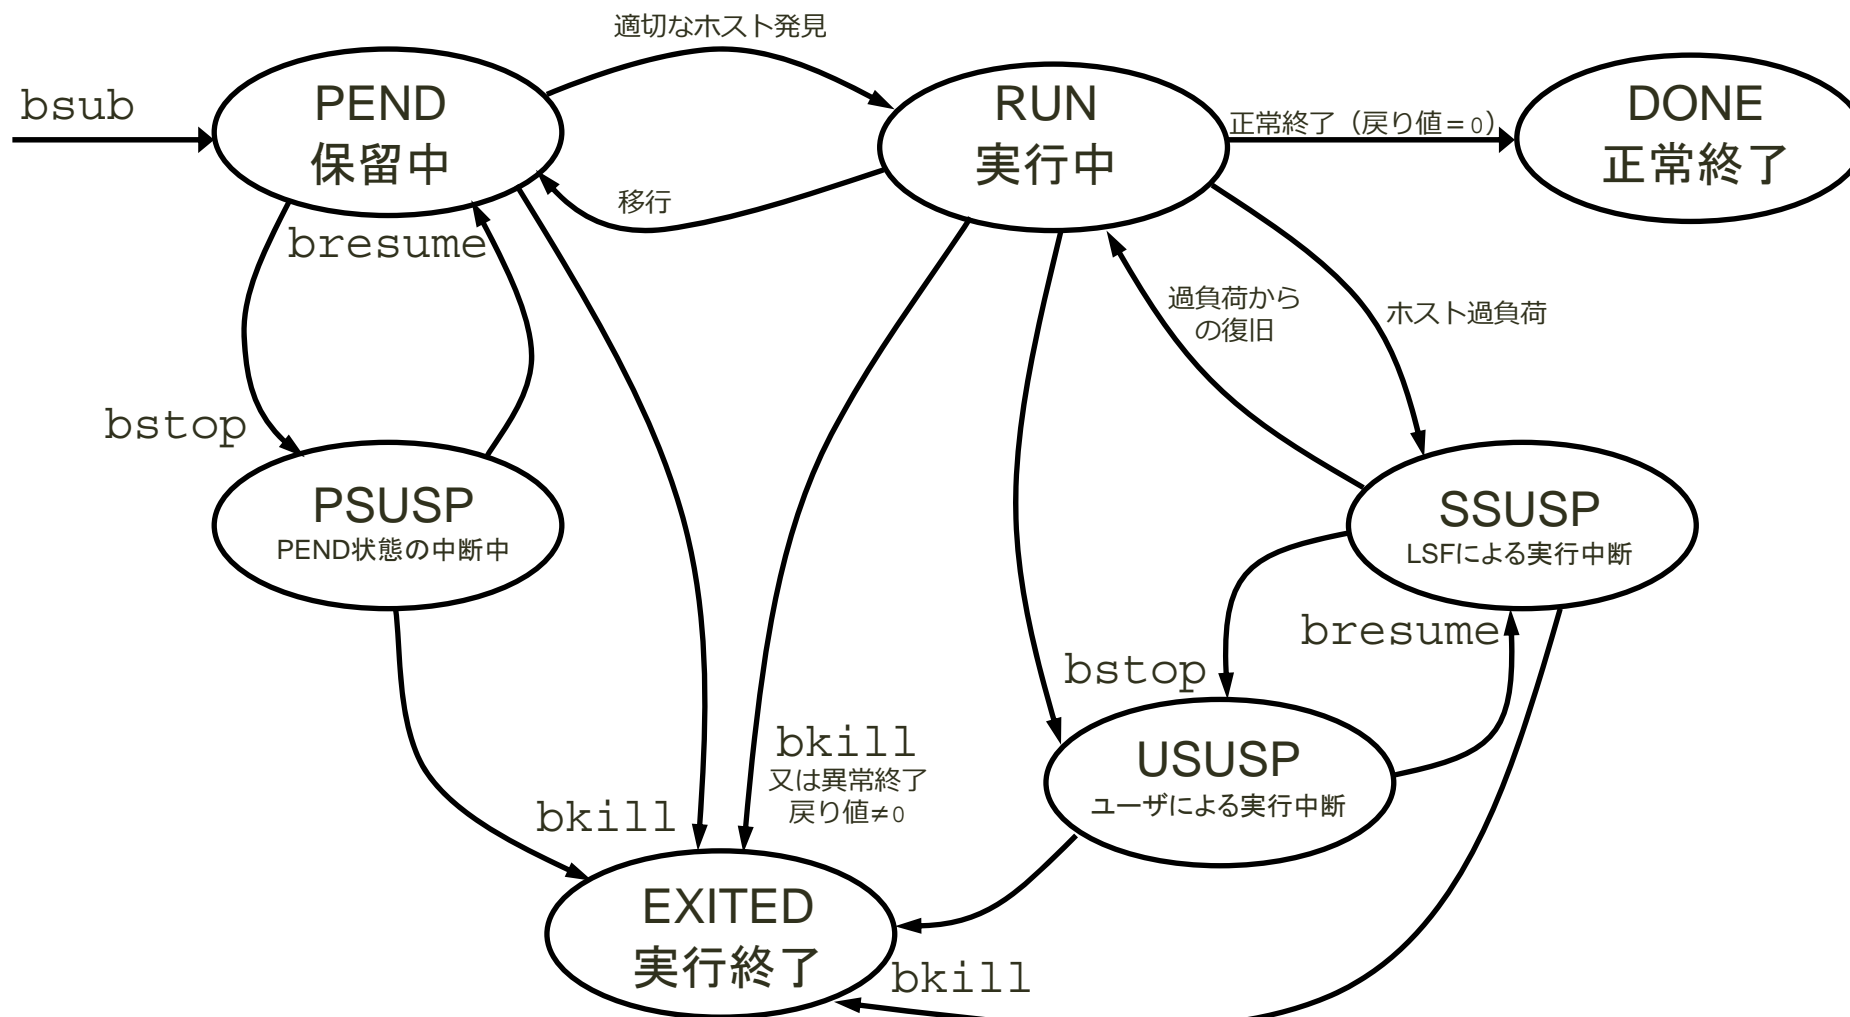 適切なホスト発見
bsub
PEND
保留中
RUN
実行中
正常終了（戻り値＝0）
DONE
正常終了
移行
bresume
過負荷から
の復旧
ホスト過負荷
bstop
PSUSP
PEND状態の中断中
SSUSP
LSFによる実行中断
bresume
bstop
bkill
又は異常終了
戻り値≠0
USUSP
ユーザによる実行中断
bkill
EXITED
実行終了
bkill